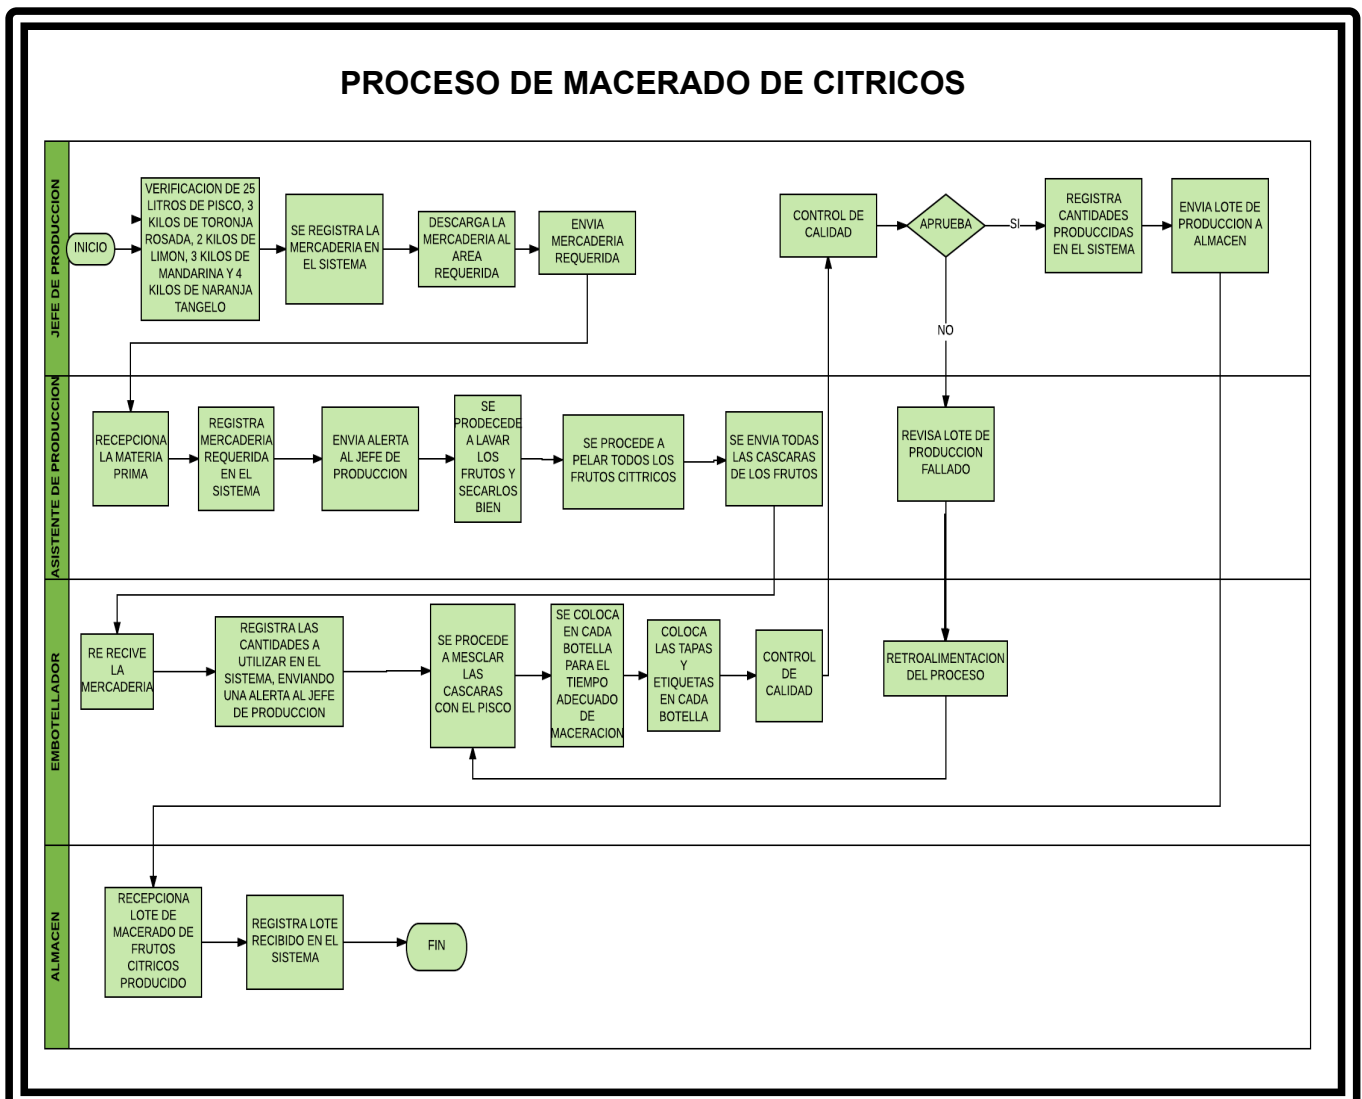 PROCESO DE MACERADO DE CITRICOS
JEFE DE PRODUCCION
INICIO
VERIFICACION DE 25
LITROS DE PISCO, 3
KILOS DE TORONJA
ROSADA, 2 KILOS DE
LIMON, 3 KILOS DE
MANDARINA Y 4
KILOS DE NARANJA
TANGELO
SE REGISTRA LA
MERCADERIA EN
EL SISTEMA
DESCARGA LA
MERCADERIA AL
AREA
REQUERIDA
ENVIA
MERCADERIA
REQUERIDA
CONTROL DE
CALIDAD
APRUEBA
SI
NO
REGISTRA
CANTIDADES
PRODUCCIDAS
EN EL SISTEMA
ENVIA LOTE DE
PRODUCCION A
ALMACEN
ASISTENTE DE PRODUCCION
RECEPCIONA
LA MATERIA
PRIMA
REGISTRA
MERCADERIA
REQUERIDA
EN EL
SISTEMA
ENVIA ALERTA
AL JEFE DE
PRODUCCION
SE
PRODECEDE
A LAVAR
LOS
FRUTOS Y
SECARLOS
BIEN
SE PROCEDE A
PELAR TODOS LOS
FRUTOS CITTRICOS
SE ENVIA TODAS
LAS CASCARAS
DE LOS FRUTOS
REVISA LOTE DE
PRODUCCION
FALLADO
EMBOTELLADOR
RE RECIVE
LA
MERCADERIA
REGISTRA LAS
CANTIDADES A
UTILIZAR EN EL
SISTEMA, ENVIANDO
UNA ALERTA AL JEFE
DE PRODUCCION
SE PROCEDE
A MESCLAR
LAS
CASCARAS
CON EL PISCO
SE COLOCA
EN CADA
BOTELLA
PARA EL
TIEMPO
ADECUADO
DE
MACERACION
COLOCA
LAS TAPAS
Y
ETIQUETAS
EN CADA
BOTELLA
CONTROL
DE
CALIDAD
RETROALIMENTACION
DEL PROCESO
ALMACEN
RECEPCIONA
LOTE DE
MACERADO DE
FRUTOS
CITRICOS
PRODUCIDO
REGISTRA LOTE
RECIBIDO EN EL
SISTEMA
FIN